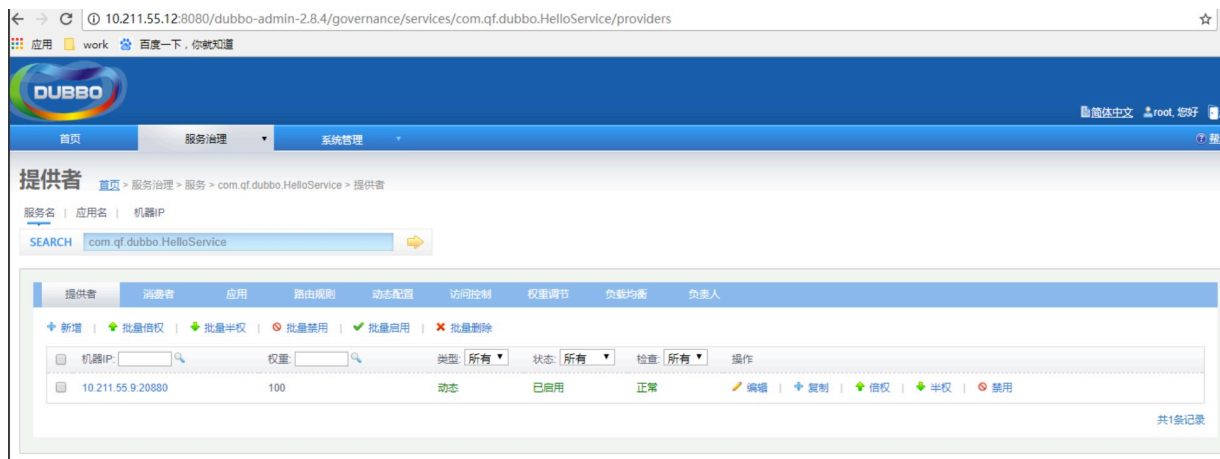 10.211.55.12:8080/dubbo-admin-2.8.4/governance/services/com.qf.dubbo.HelloService/providers
应用 work 百度一下，你就知道
DUBBO
简体中文 root, 您好
首页 服务治理 系统管理
提供者 首页 > 服务治理 > 服务 > com.qf.dubbo.HelloService > 提供者
服务名 | 应用名 | 机器IP
SEARCH com.qf.dubbo.HelloService
提供者 消费者 应用 路由规则 动态配置 访问控制 权重调节 负载均衡 负责人
新增 | 批量倍权 | 批量半权 | 批量禁用 | 批量启用 | 批量删除
机器IP: 权重: 类型: 所有 状态: 所有 检查: 所有 操作
10.211.55.9:20880 100 动态 已启用 正常 编辑 | 复制 | 倍权 | 半权 | 禁用
共1条记录